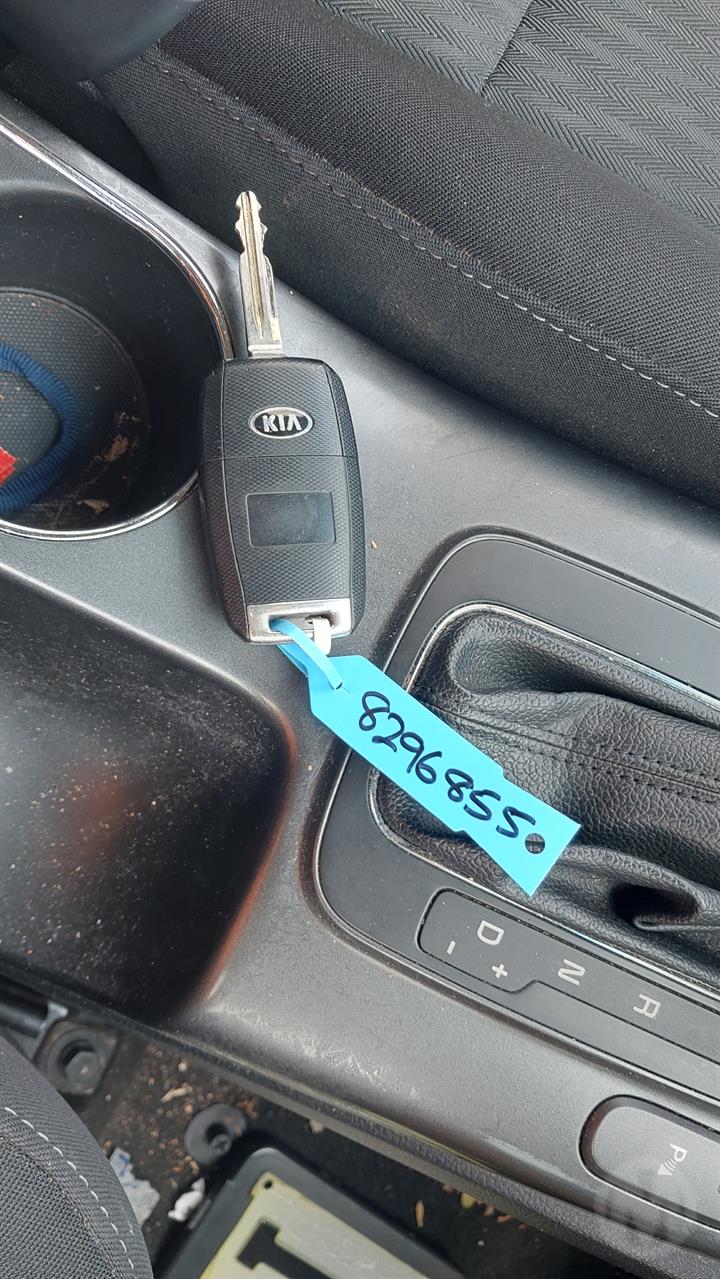 KIA
8296855
D N R
- +
P